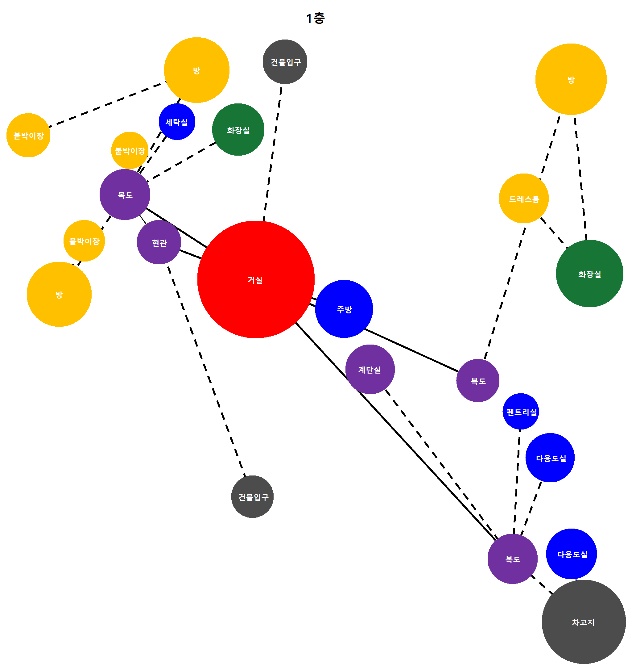 1층
건물입구
방
방
세탁실
붙박이장
화장실
붙박이장
복도
드레스룸
붙박이장
현관
화장실
거실
방
주방
계단실
복도
팬트리실
다용도실
건물입구
복도
다용도실
차고지